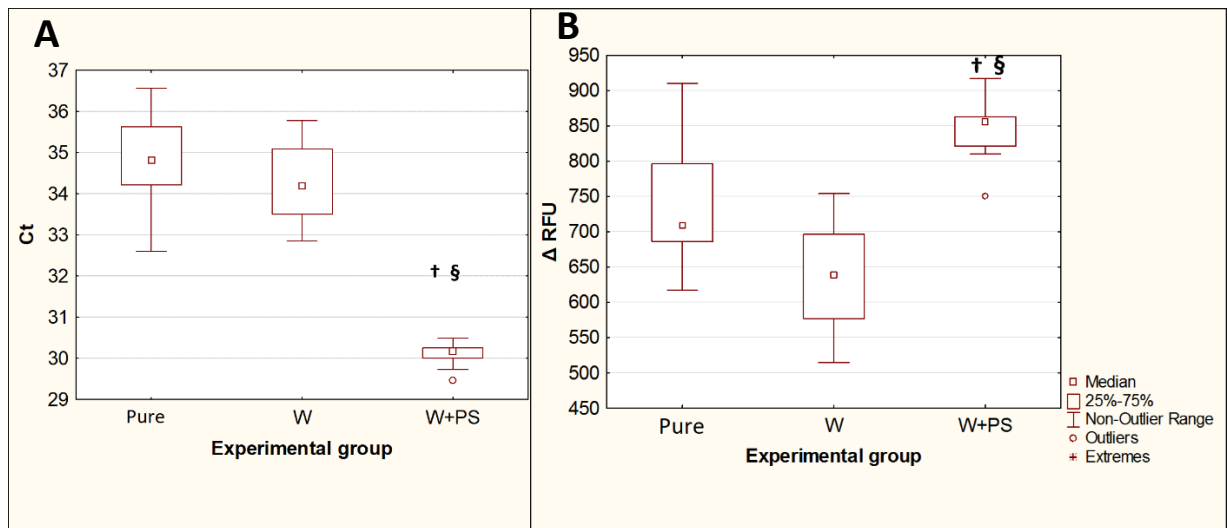 A
Ct
37
36
35
34
33
32
31
30
29
† §
Pure W W+PS
Experimental group
B
Δ RFU
950
900
850
800
750
700
650
600
550
500
450
† §
Pure W W+PS
Experimental group
Median
25%-75%
Non-Outlier Range
Outliers
Extremes